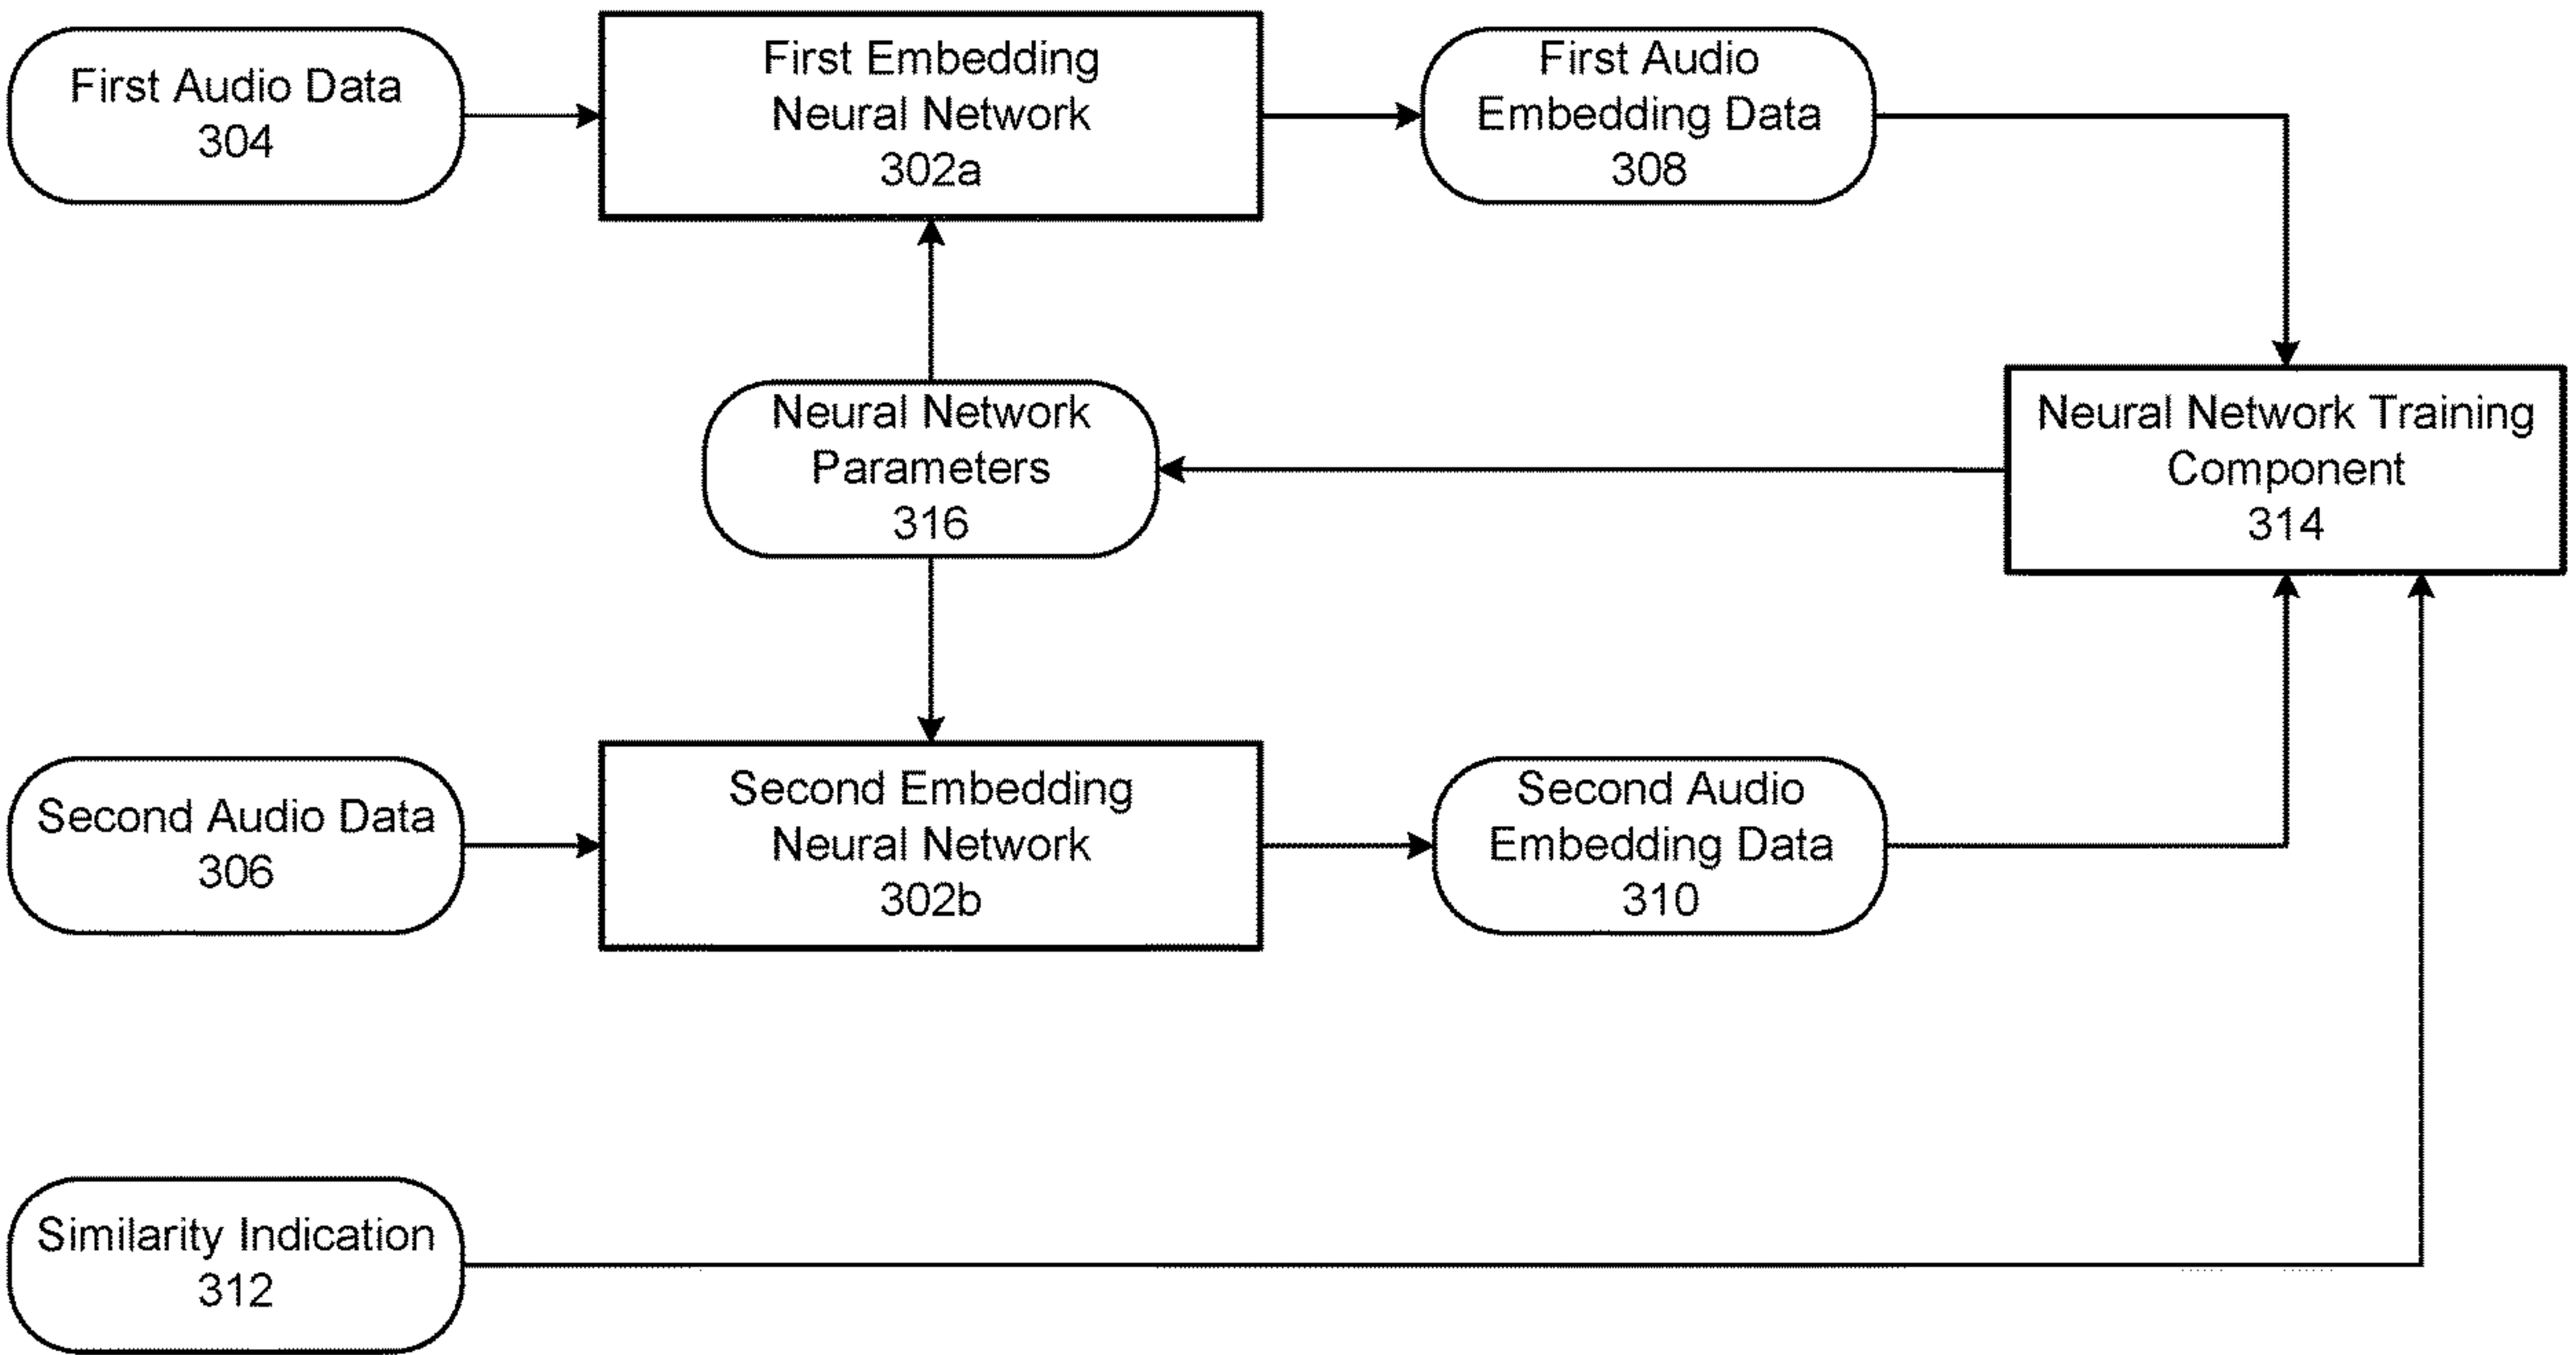 First Audio Data
304
First Embedding
Neural Network
302a
First Audio
Embedding Data
308
Neural Network
Parameters
316
Neural Network Training
Component
314
Second Audio Data
306
Second Embedding
Neural Network
302b
Second Audio
Embedding Data
310
Similarity Indication
312